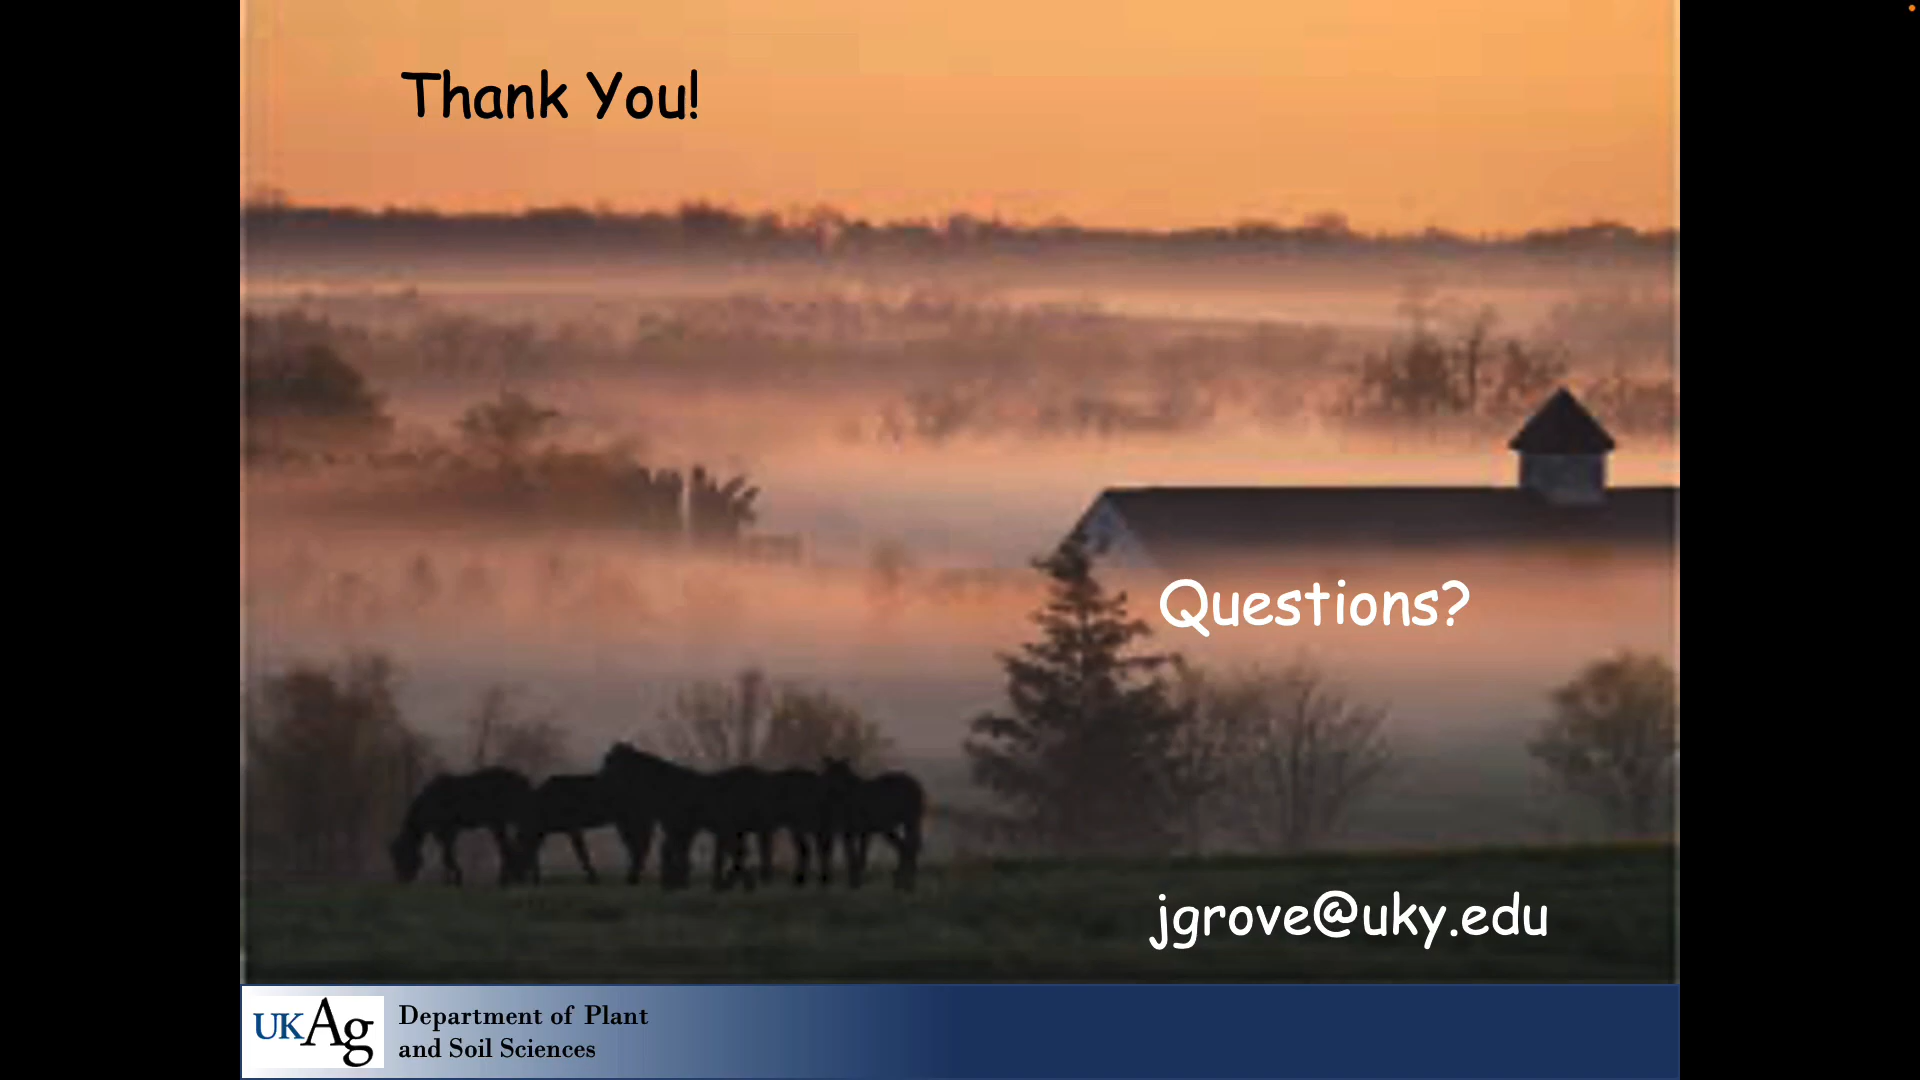 Thank You!
Questions?
jgrove@uky.edu
UKAg
Department of Plant
and Soil Sciences